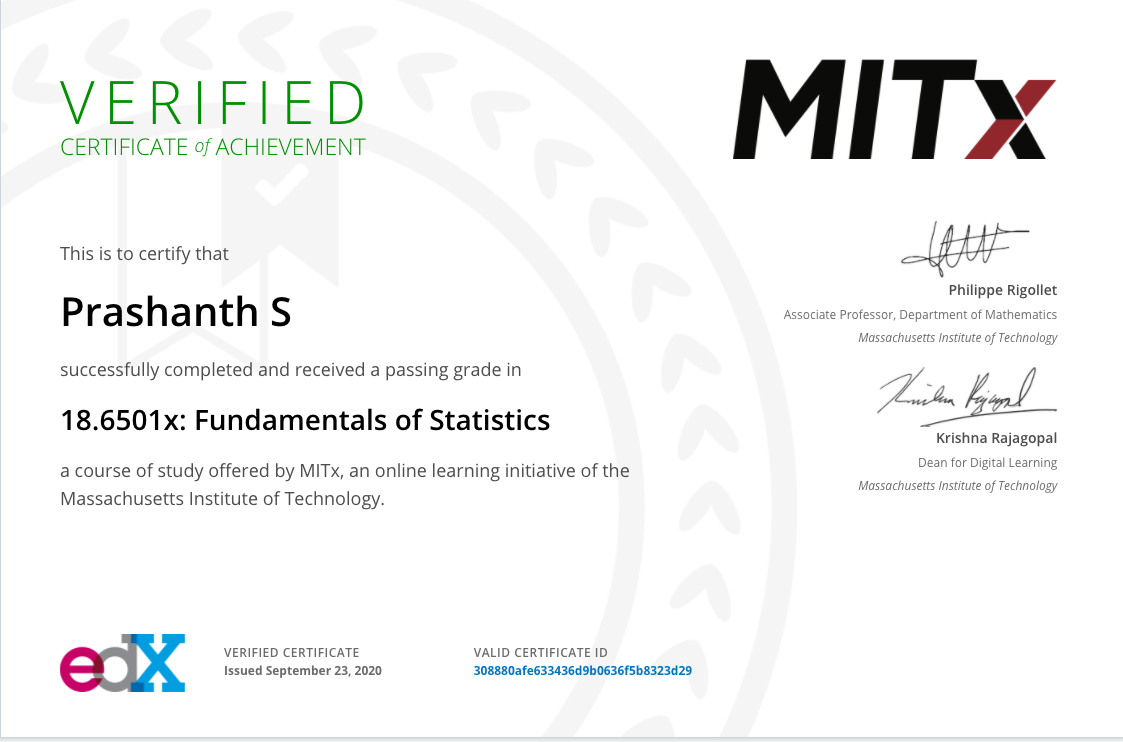 VERIFIED
CERTIFICATE of ACHIEVEMENT
MITx
This is to certify that
Prashanth S
successfully completed and received a passing grade in
18.6501x: Fundamentals of Statistics
a course of study offered by MITx, an online learning initiative of the
Massachusetts Institute of Technology.
Philippe Rigollet
Associate Professor, Department of Mathematics
Massachusetts Institute of Technology
Krishna Rajagopal
Krishna Rajagopal
Dean for Digital Learning
Massachusetts Institute of Technology
edX
VERIFIED CERTIFICATE
Issued September 23, 2020
VALID CERTIFICATE ID
308880afe633436d9b0636f5b8323d29